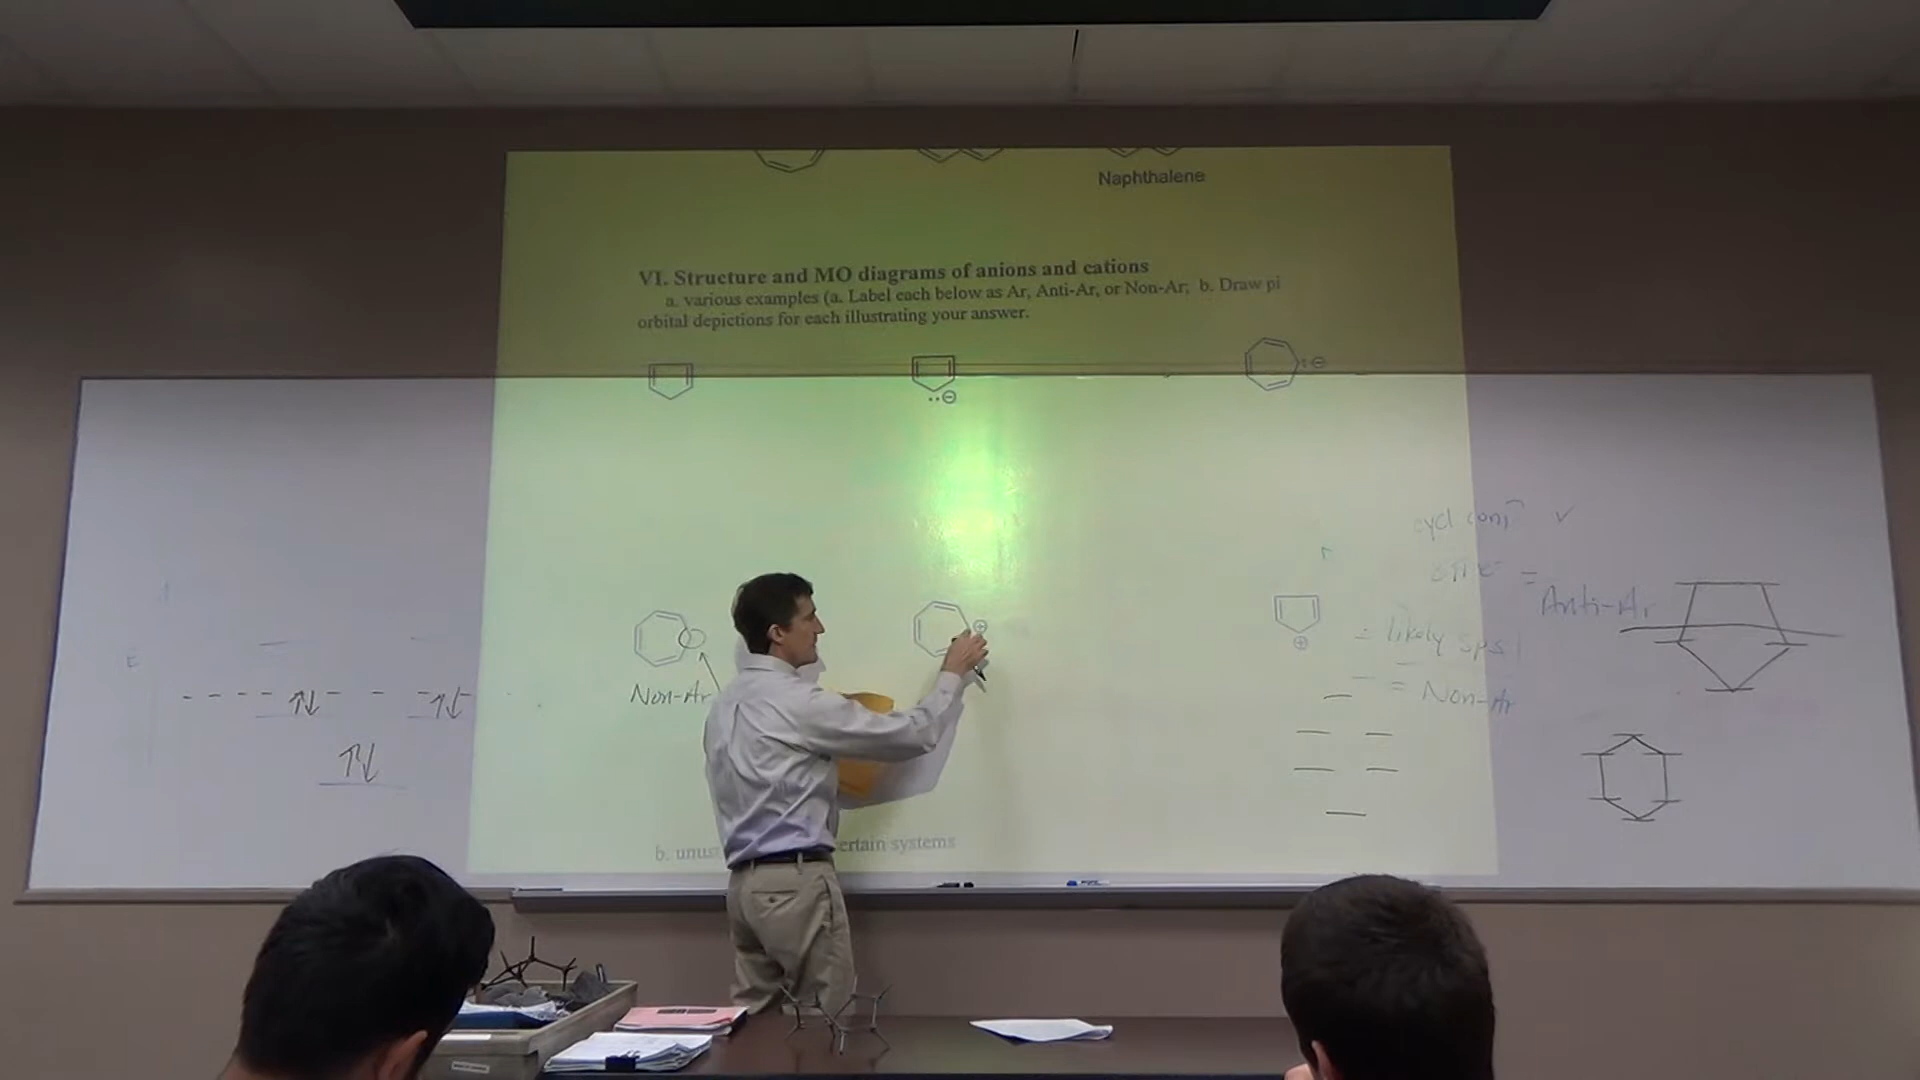 Naphthalene
VI. Structure and MO diagrams of anions and cations
a. various examples (a. Label each below as Ar, Anti-Ar, or Non-Ar; b. Draw pi
orbital depictions for each illustrating your answer.
cycl conj ✓
=
Anti-Ar
= likely sps
Non-Ar
= Non-Ar
b. unus ertain systems